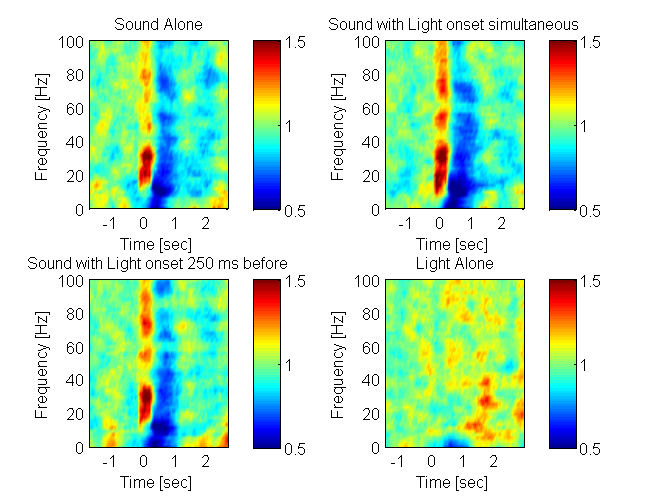 Sound Alone
100
80
60
40
20
0
Frequency [Hz]
-1 0 1 2
Time [sec]
1.5
1
0.5
Sound with Light onset simultaneous
100
80
60
40
20
0
Frequency [Hz]
-1 0 1 2
Time [sec]
1.5
1
0.5
Sound with Light onset 250 ms before
100
80
60
40
20
0
Frequency [Hz]
-1 0 1 2
Time [sec]
1.5
1
0.5
Light Alone
100
80
60
40
20
0
Frequency [Hz]
-1 0 1 2
Time [sec]
1.5
1
0.5